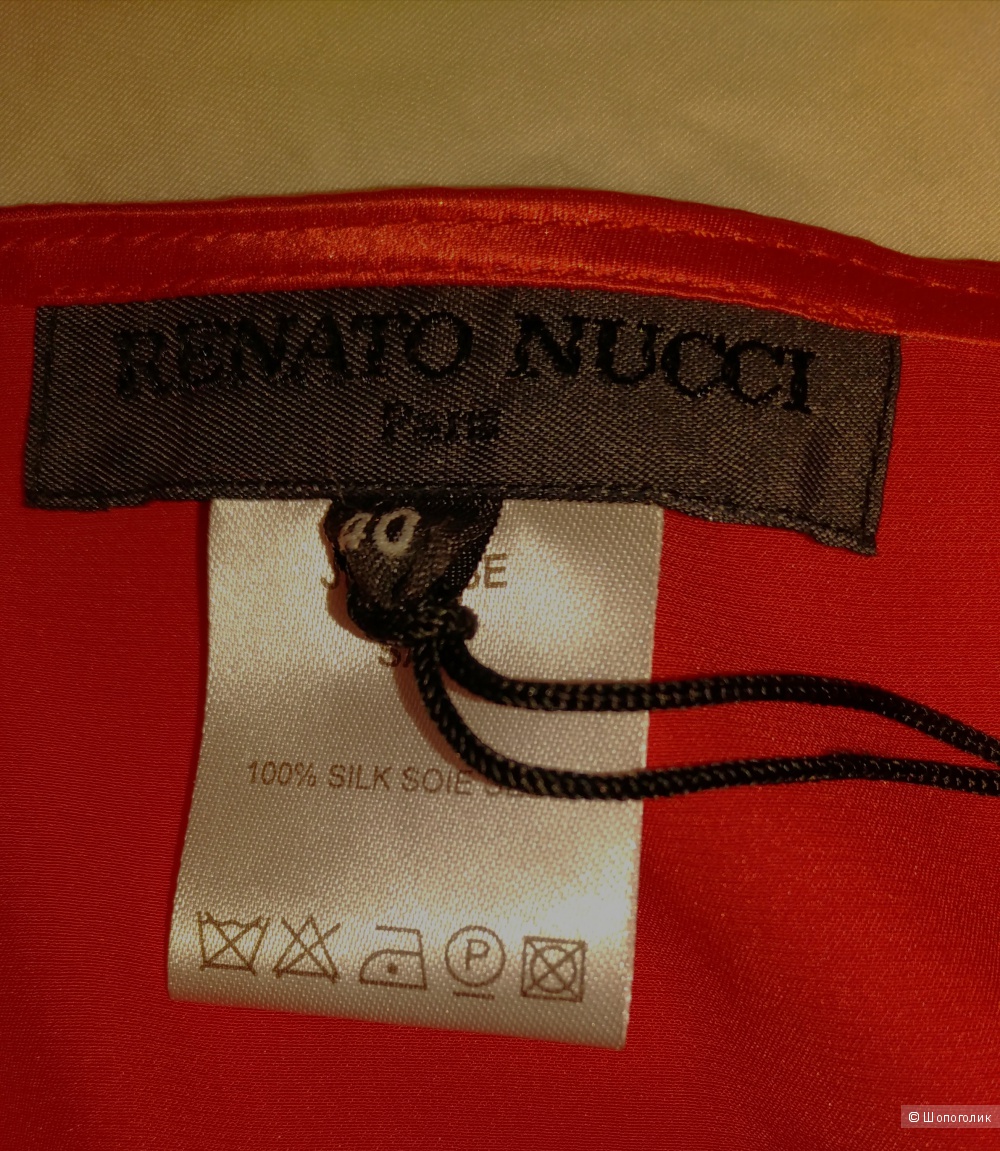 RENATO NUCCI
Paris
40
100% SILK SOIE
P
© Шопоголик